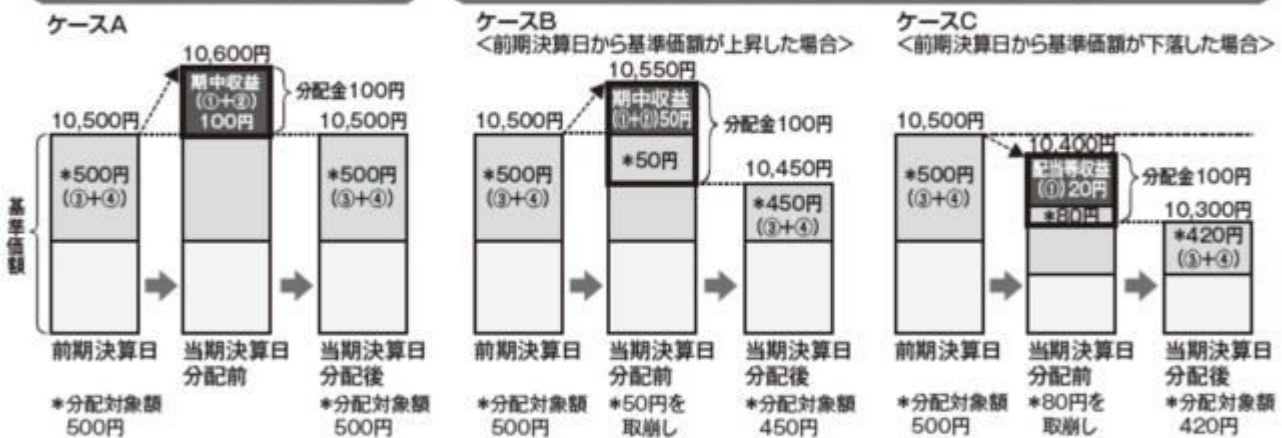 ケースA
10,600円
期中収益
(①+②)
100円
分配金100円
10,500円
10,500円
*500円
(③+④)
*500円
(③+④)
基準価額
前期決算日
当期決算日
分配前
当期決算日
分配後
*分配対象額
500円
*分配対象額
500円
ケースB
<前期決算日から基準価額が上昇した場合>
10,550円
期中収益
(①+②)50円
分配金100円
10,500円
*50円
10,450円
*500円
(③+④)
*450円
(③+④)
前期決算日
当期決算日
分配前
当期決算日
分配後
*分配対象額
500円
*50円を
取崩し
*分配対象額
450円
ケースC
<前期決算日から基準価額が下落した場合>
10,500円
10,400円
配当等収益
(①)20円
分配金100円
*80円
10,300円
*500円
(③+④)
*420円
(③+④)
前期決算日
当期決算日
分配前
当期決算日
分配後
*分配対象額
500円
*80円を
取崩し
*分配対象額
420円